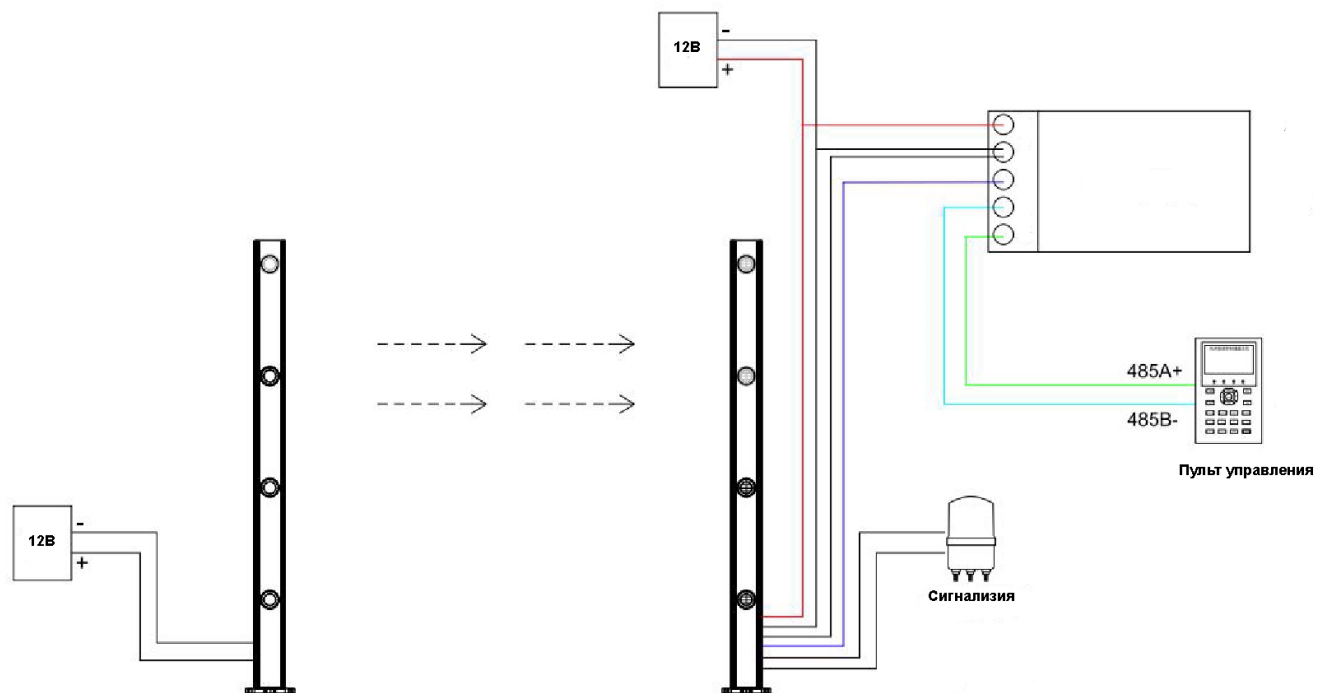 12В
-
+
485A+
485B-
Пульт управления
12В
-
+
Сигнализия